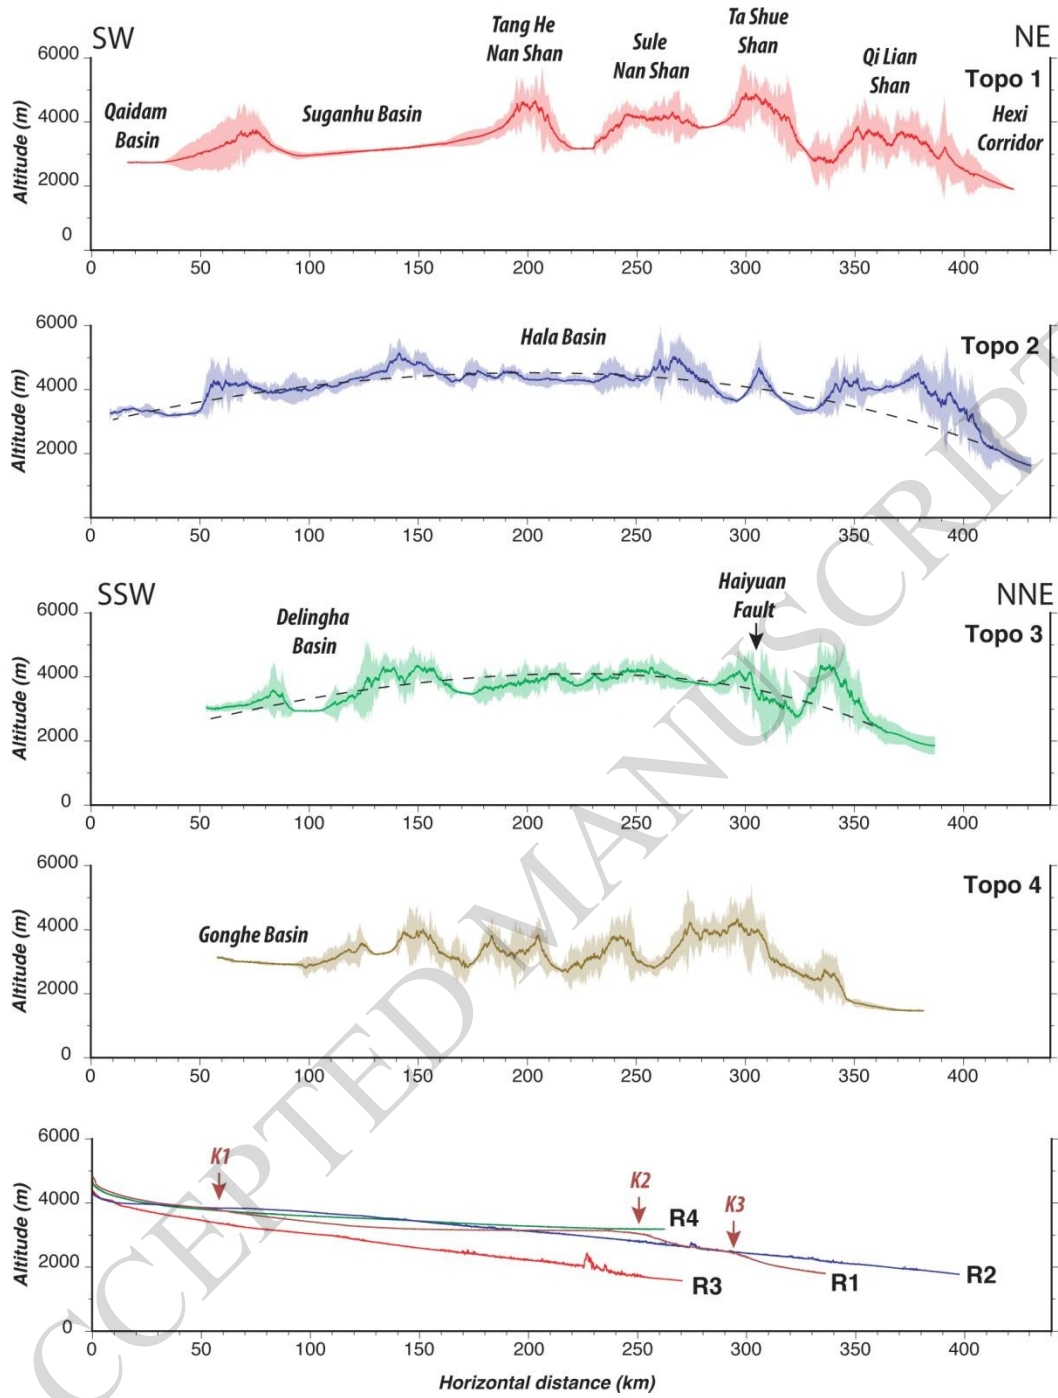 SW
Tang He
Nan Shan
Sule
Nan Shan
Ta Shue
Shan
Qi Lian
Shan
NE
Topo 1
Hexi
Corridor
Qaidam
Basin
Suganhu Basin
Altitude (m)
6000
4000
2000
0
0 50 100 150 200 250 300 350 400
Hala Basin
Topo 2
Altitude (m)
6000
4000
2000
0
0 50 100 150 200 250 300 350 400
SSW
Delingha
Basin
Haiyuan
Fault
NNE
Topo 3
Altitude (m)
6000
4000
2000
0
0 50 100 150 200 250 300 350 400
Gonghe Basin
Topo 4
Altitude (m)
6000
4000
2000
0
0 50 100 150 200 250 300 350 400
K1
K2
K3
R4
R3
R1
R2
Altitude (m)
6000
4000
2000
0
0 50 100 150 200 250 300 350 400
Horizontal distance (km)
CCEPTED MANUSCRIPT